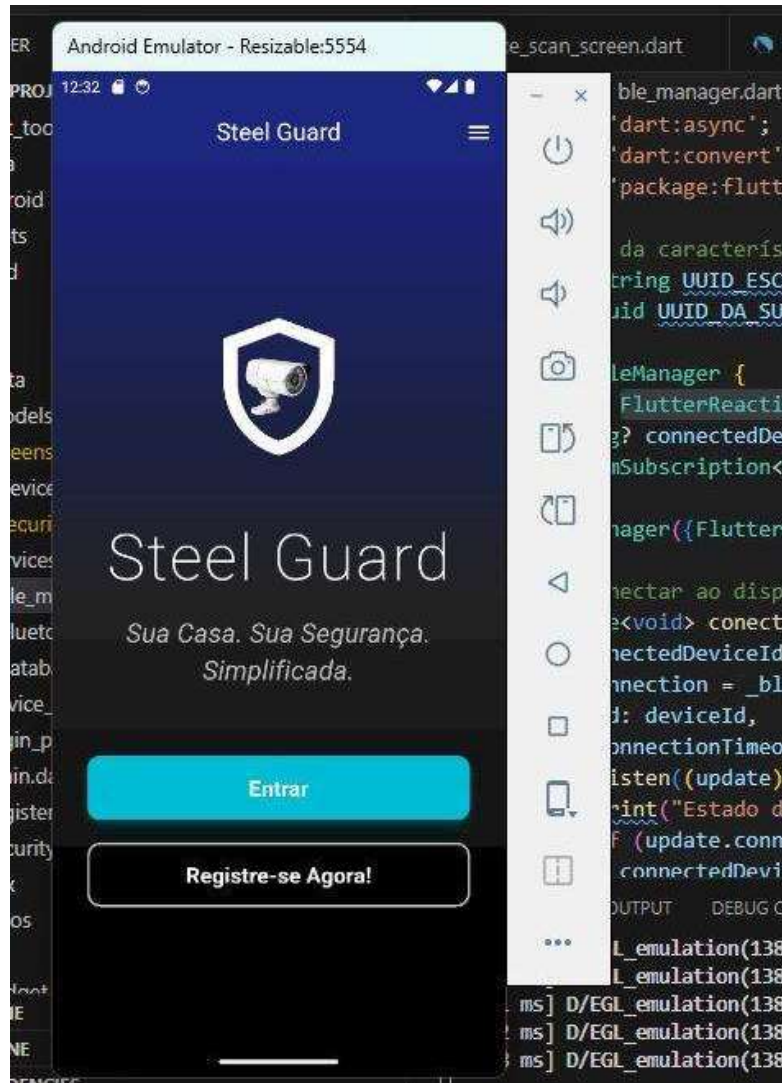 Android Emulator - Resizable:5554
12:32
Steel Guard
Steel Guard
Sua Casa. Sua Segurança.
Simplificada.
Entrar
Registre-se Agora!
ER
PROJ
_scan_screen.dart
ble_manager.dart
'dart:async';
'dart:convert'
'package:flutt
da caracterís
tring UUID_ESC
uid UUID_DA_SU
leManager {
FlutterReacti
? connectedDe
mSubscription<
nager({Flutter
nectar ao disp
e<void> conect
nectedDeviceId
nnection = _bl
d: deviceId,
onnectionTimeo
isten((update)
rint("Estado d
f (update.conn
connectedDevi
OUTPUT DEBUG C
L_emulation(138
L_emulation(138
ms] D/EGL_emulation(138
ms] D/EGL_emulation(138
ms] D/EGL_emulation(138